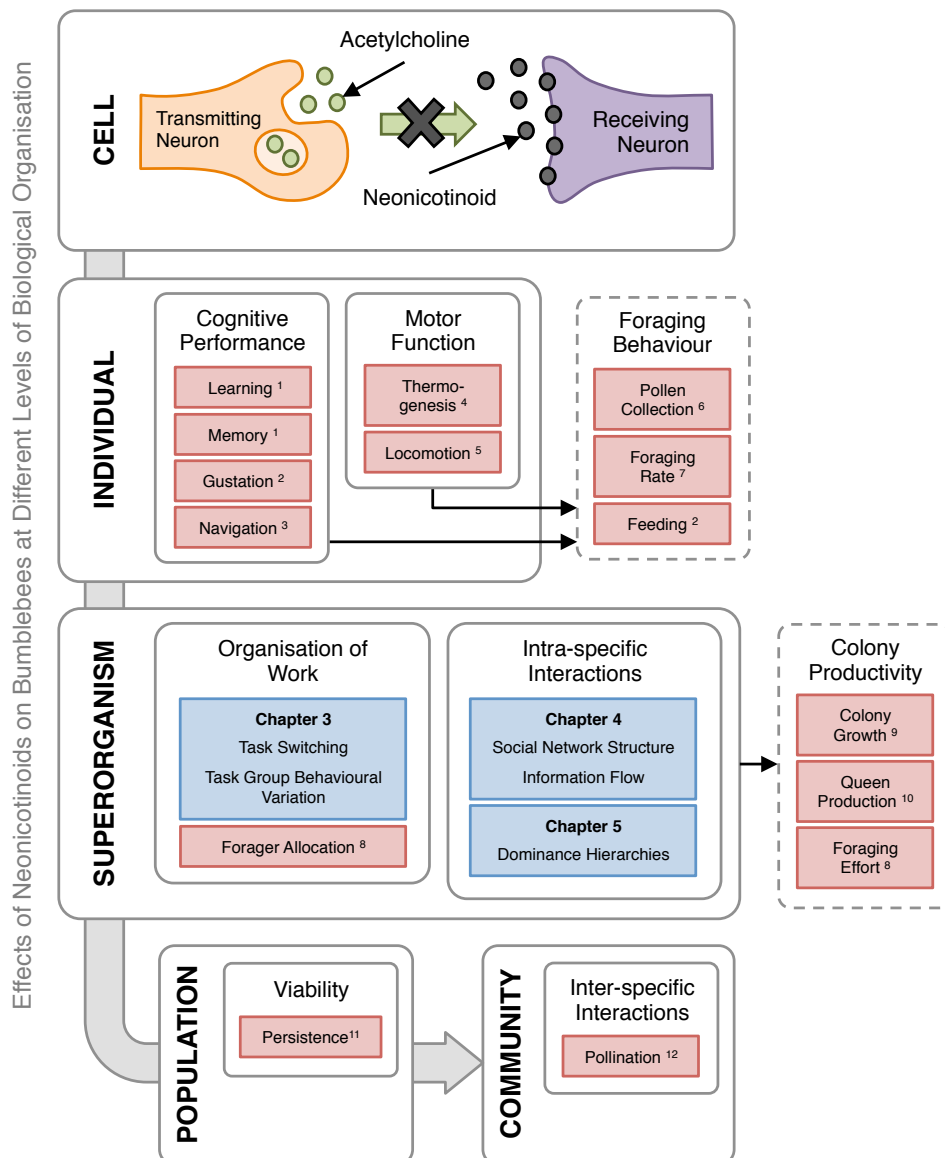 Effects of Neonicotinoids on Bumblebees at Different Levels of Biological Organisation
CELL
Acetylcholine
Transmitting
Neuron
Neonicotinoid
Receiving
Neuron
INDIVIDUAL
Cognitive
Performance
Learning ¹
Memory ¹
Gustation ²
Navigation ³
Motor
Function
Thermo-
genesis ⁴
Locomotion ⁵
Foraging
Behaviour
Pollen
Collection ⁶
Foraging
Rate ⁷
Feeding ²
SUPERORGANISM
Organisation of
Work
Chapter 3
Task Switching
Task Group Behavioural
Variation
Forager Allocation ⁸
Intra-specific
Interactions
Chapter 4
Social Network Structure
Information Flow
Chapter 5
Dominance Hierarchies
Colony
Productivity
Colony
Growth ⁹
Queen
Production ¹⁰
Foraging
Effort ⁸
POPULATION
Viability
Persistence¹¹
COMMUNITY
Inter-specific
Interactions
Pollination ¹²